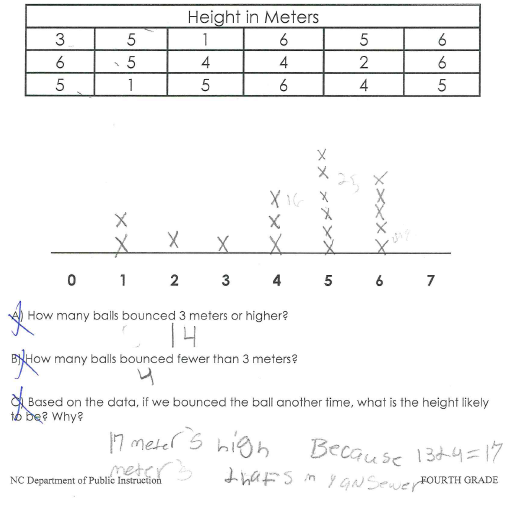 Height in Meters
3 5 1 6 5 6
6 5 4 4 2 6
5 1 5 6 4 5
X X
X X 25 X
X 16 X X
X X X X
X X X X X X
0 1 2 3 4 5 6 7
A) How many balls bounced 3 meters or higher?
14
B) How many balls bounced fewer than 3 meters?
4
C) Based on the data, if we bounced the ball another time, what is the height likely
to be? Why?
17 meter's high Because 13+4=17
meter's thats my anSewer
NC Department of Public Instruction FOURTH GRADE